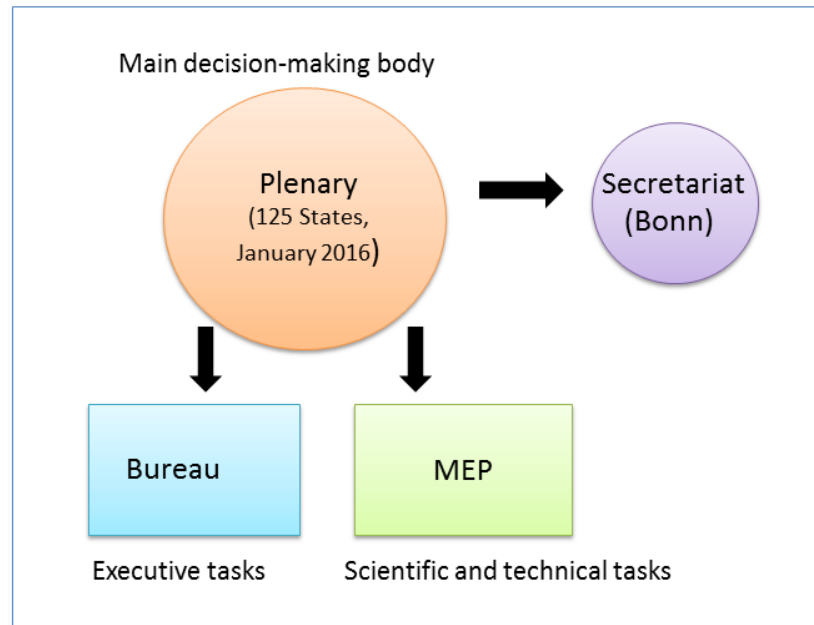 Main decision-making body
Plenary
(125 States,
January 2016)
Secretariat
(Bonn)
Bureau
MEP
Executive tasks
Scientific and technical tasks